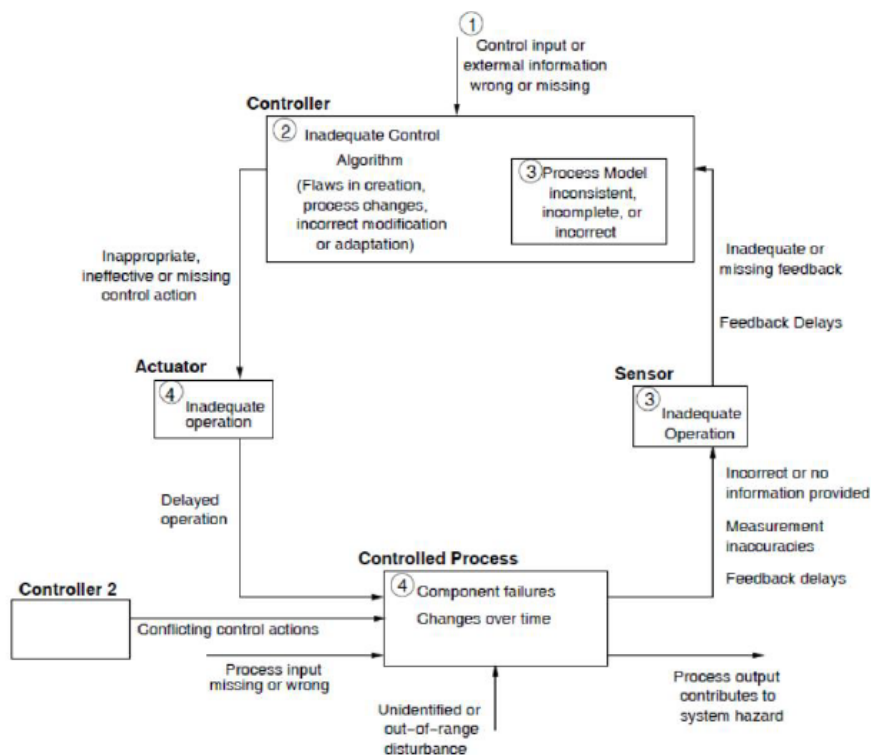 1
Control input or
external information
wrong or missing
Controller
2 Inadequate Control
Algorithm
(Flaws in creation,
process changes,
incorrect modification
or adaptation)
3 Process Model
inconsistent,
incomplete, or
incorrect
Inappropriate,
ineffective or missing
control action
Inadequate or
missing feedback
Feedback Delays
Actuator
4 Inadequate
operation
Sensor
3 Inadequate
Operation
Delayed
operation
Incorrect or no
information provided
Measurement
inaccuracies
Feedback delays
Controlled Process
4 Component failures
Changes over time
Controller 2
Conflicting control actions
Process input
missing or wrong
Unidentified or
out-of-range
disturbance
Process output
contributes to
system hazard